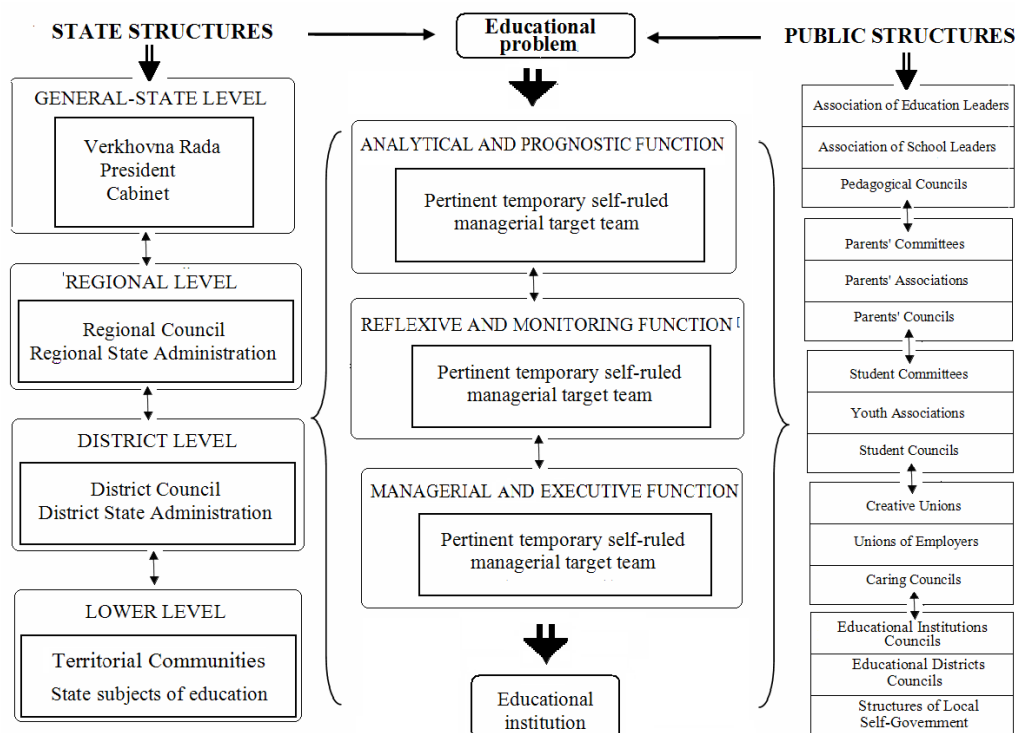 STATE STRUCTURES
Educational
problem
PUBLIC STRUCTURES
GENERAL-STATE LEVEL
Verkhovna Rada
President
Cabinet
REGIONAL LEVEL
Regional Council
Regional State Administration
DISTRICT LEVEL
District Council
District State Administration
LOWER LEVEL
Territorial Communities
State subjects of education
ANALYTICAL AND PROGNOSTIC FUNCTION
Pertinent temporary self-ruled
managerial target team
REFLEXIVE AND MONITORING FUNCTION
Pertinent temporary self-ruled
managerial target team
MANAGERIAL AND EXECUTIVE FUNCTION
Pertinent temporary self-ruled
managerial target team
Educational
institution
Association of Education Leaders
Association of School Leaders
Pedagogical Councils
Parents' Committees
Parents' Associations
Parents' Councils
Student Committees
Youth Associations
Student Councils
Creative Unions
Unions of Employers
Caring Councils
Educational Institutions
Councils
Educational Districts
Councils
Structures of Local
Self-Government